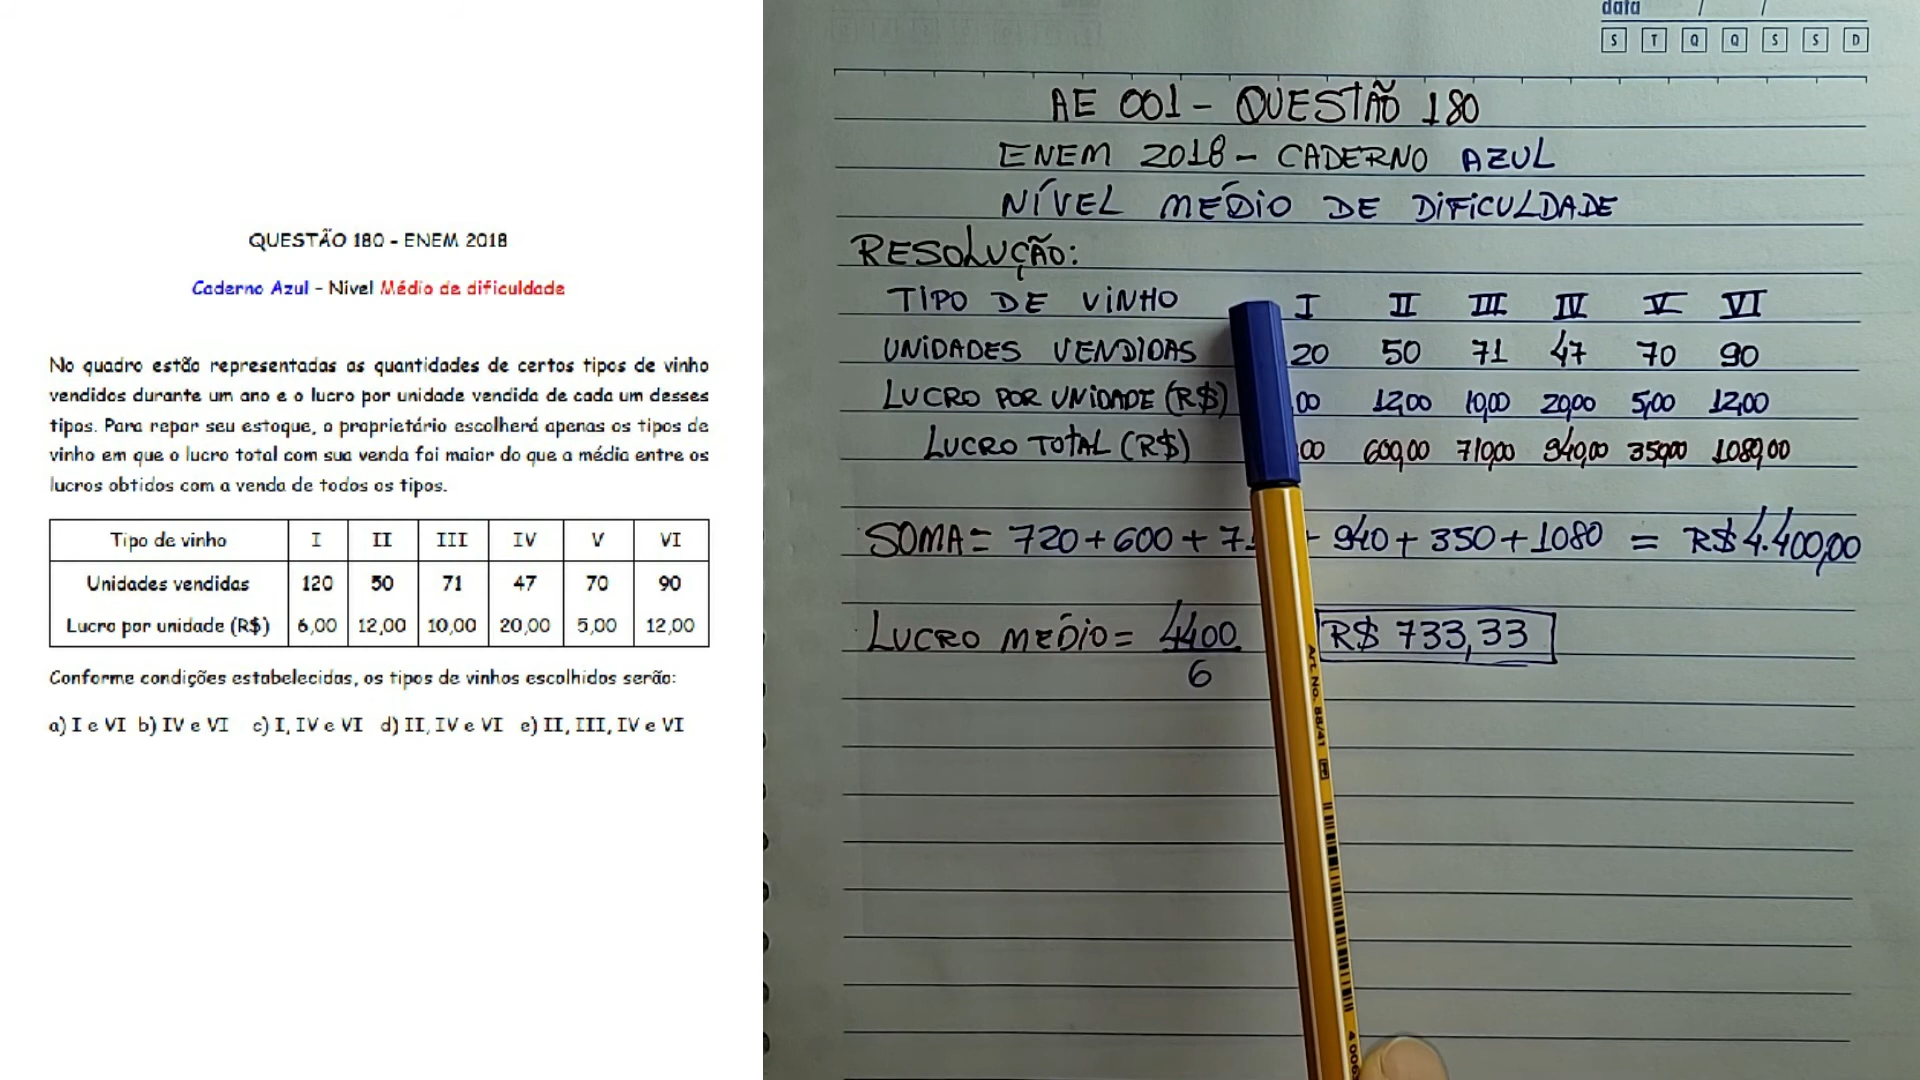 QUESTÃO 180 - ENEM 2018
Caderno Azul - Nível Médio de dificuldade
No quadro estão representadas as quantidades de certos tipos de vinho
vendidos durante um ano e o lucro por unidade vendida de cada um desses
tipos. Para repor seu estoque, o proprietário escolherá apenas os tipos de
vinho em que o lucro total com sua venda foi maior do que a média entre os
lucros obtidos com a venda de todos os tipos.
Tipo de vinho I II III IV V VI
Unidades vendidas 120 50 71 47 70 90
Lucro por unidade (R$) 6,00 12,00 10,00 20,00 5,00 12,00
Conforme condições estabelecidas, os tipos de vinhos escolhidos serão:
a) I e VI b) IV e VI c) I, IV e VI d) II, IV e VI e) II, III, IV e VI
data / /
S T Q Q S S D
AE 001 - QUESTÃO 180
ENEM 2018 - CADERNO AZUL
NÍVEL MÉDIO DE DIFICULDADE
RESOLUÇÃO:
TIPO DE VINHO I II III IV V VI
UNIDADES VENDIDAS 20 50 71 47 70 90
LUCRO POR UNIDADE (R$) ,00 12,00 10,00 20,00 5,00 12,00
LUCRO TOTAL (R$) ,00 600,00 710,00 940,00 350,00 1080,00
SOMA = 720 + 600 + 71 + 940 + 350 + 1080 = R$ 4.400,00
LUCRO MÉDIO = 4400 R$ 733,33
6
Art. No. 88/41